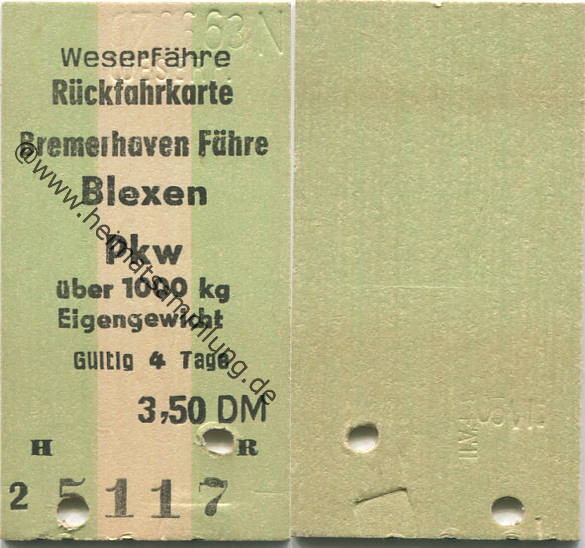 Weserfähre
Rückfahrkarte
Bremerhaven Fähre
Blexen
Pkw
über 1000 kg
Eigengewicht
Gültig 4 Tage
3,50 DM
H R
2 5117
@www.heimatsammlung.de